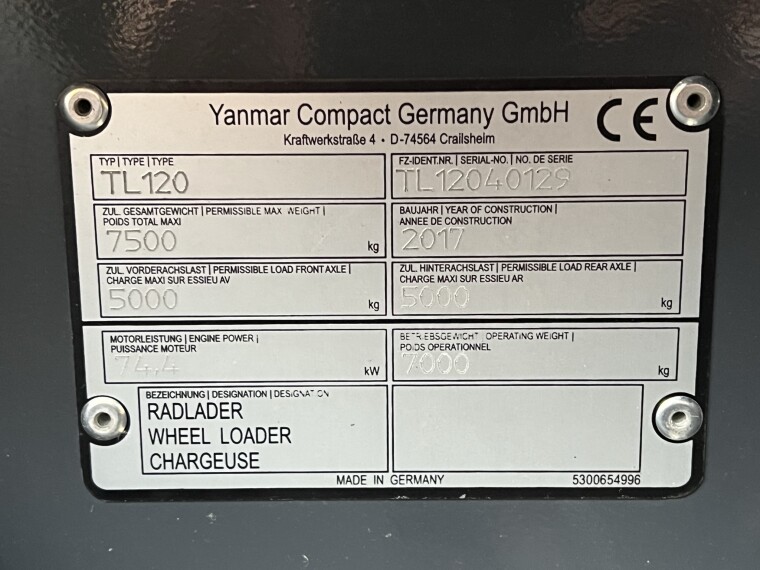 Yanmar Compact Germany GmbH
CE
Kraftwerkstraße 4 • D-74564 Crailsheim
TYP | TYPE | TYPE
TL120
FZ-IDENT.NR. | SERIAL-NO. | NO. DE SERIE
TL12040129
ZUL. GESAMTGEWICHT | PERMISSIBLE MAX. WEIGHT |
POIDS TOTAL MAXI
7500 kg
BAUJAHR | YEAR OF CONSTRUCTION |
ANNEE DE CONSTRUCTION
2017
ZUL. VORDERACHSLAST | PERMISSIBLE LOAD FRONT AXLE |
CHARGE MAXI SUR ESSIEU AV
5000 kg
ZUL. HINTERACHSLAST | PERMISSIBLE LOAD REAR AXLE |
CHARGE MAXI SUR ESSIEU AR
5000 kg
MOTORLEISTUNG | ENGINE POWER |
PUISSANCE MOTEUR
74,4 kW
BETRIEBSGEWICHT | OPERATING WEIGHT |
POIDS OPERATIONNEL
7000 kg
BEZEICHNUNG | DESIGNATION | DESIGNATION
RADLADER
WHEEL LOADER
CHARGEUSE
MADE IN GERMANY
5300654996